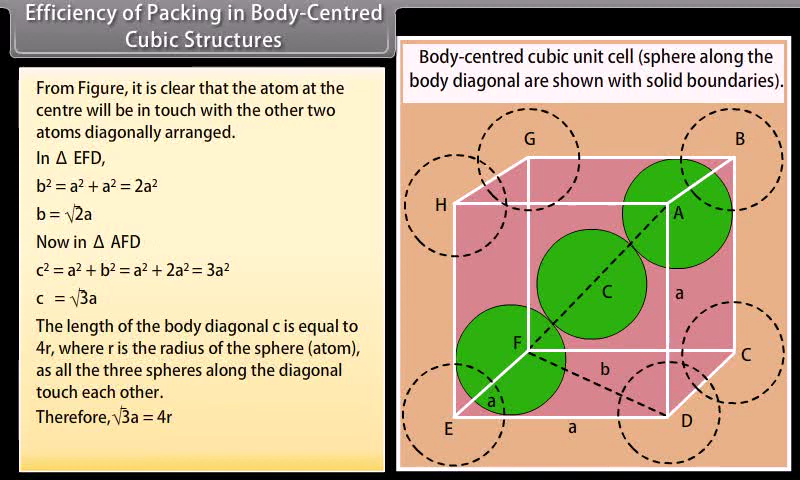 Efficiency of Packing in Body-Centred
Cubic Structures
From Figure, it is clear that the atom at the
centre will be in touch with the other two
atoms diagonally arranged.
In Δ EFD,
b² = a² + a² = 2a²
b = √2a
Now in Δ AFD
c² = a² + b² = a² + 2a² = 3a²
c = √3a
The length of the body diagonal c is equal to
4r, where r is the radius of the sphere (atom),
as all the three spheres along the diagonal
touch each other.
Therefore, √3a = 4r
Body-centred cubic unit cell (sphere along the
body diagonal are shown with solid boundaries).
G
B
H
A
C
a
F
C
b
a
E
a
D